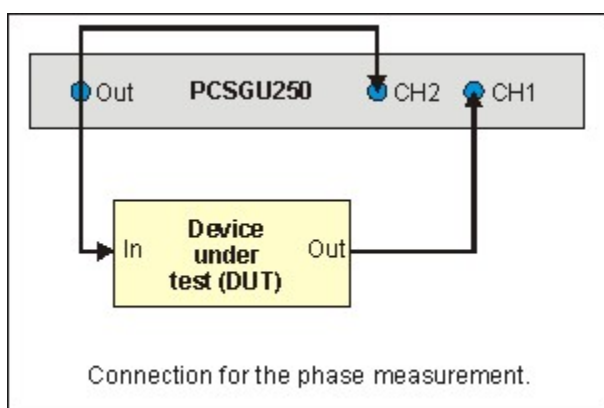 Out PCSGU250 CH2 CH1
Device
In under Out
test (DUT)
Connection for the phase measurement.